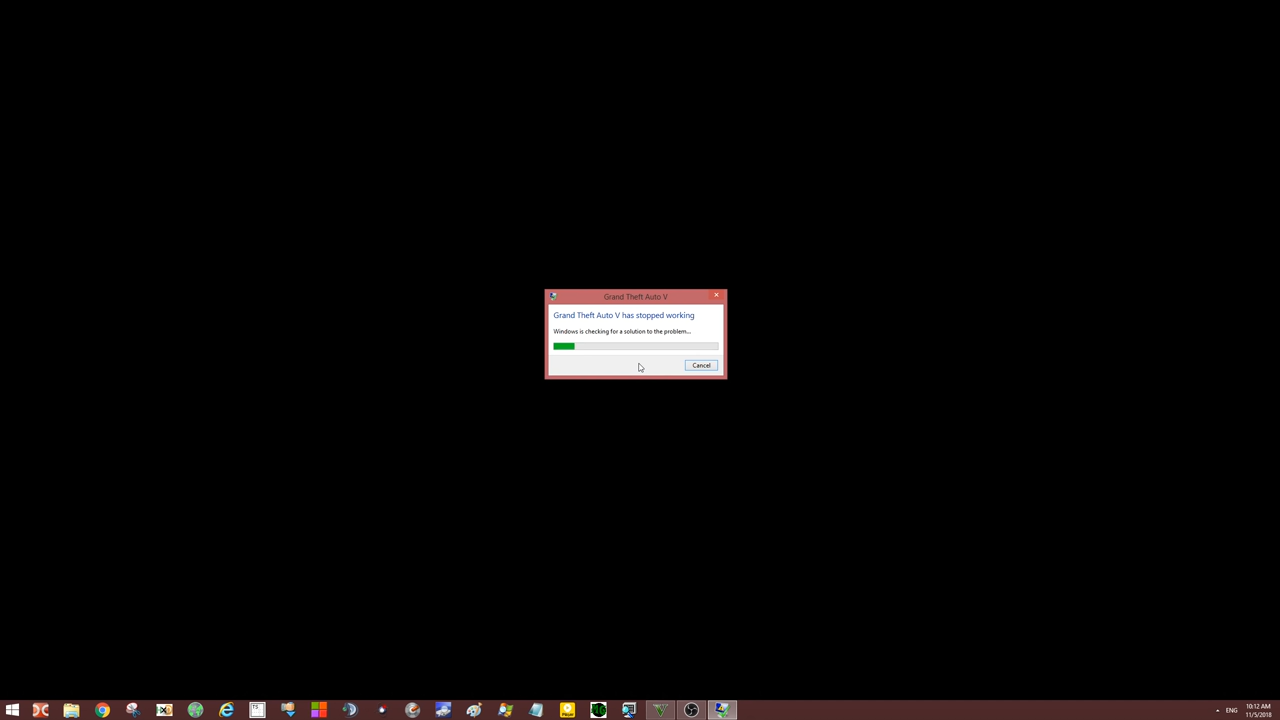 Grand Theft Auto V
Grand Theft Auto V has stopped working
Windows is checking for a solution to the problem...
Cancel
ENG
10:12 AM
11/5/2018